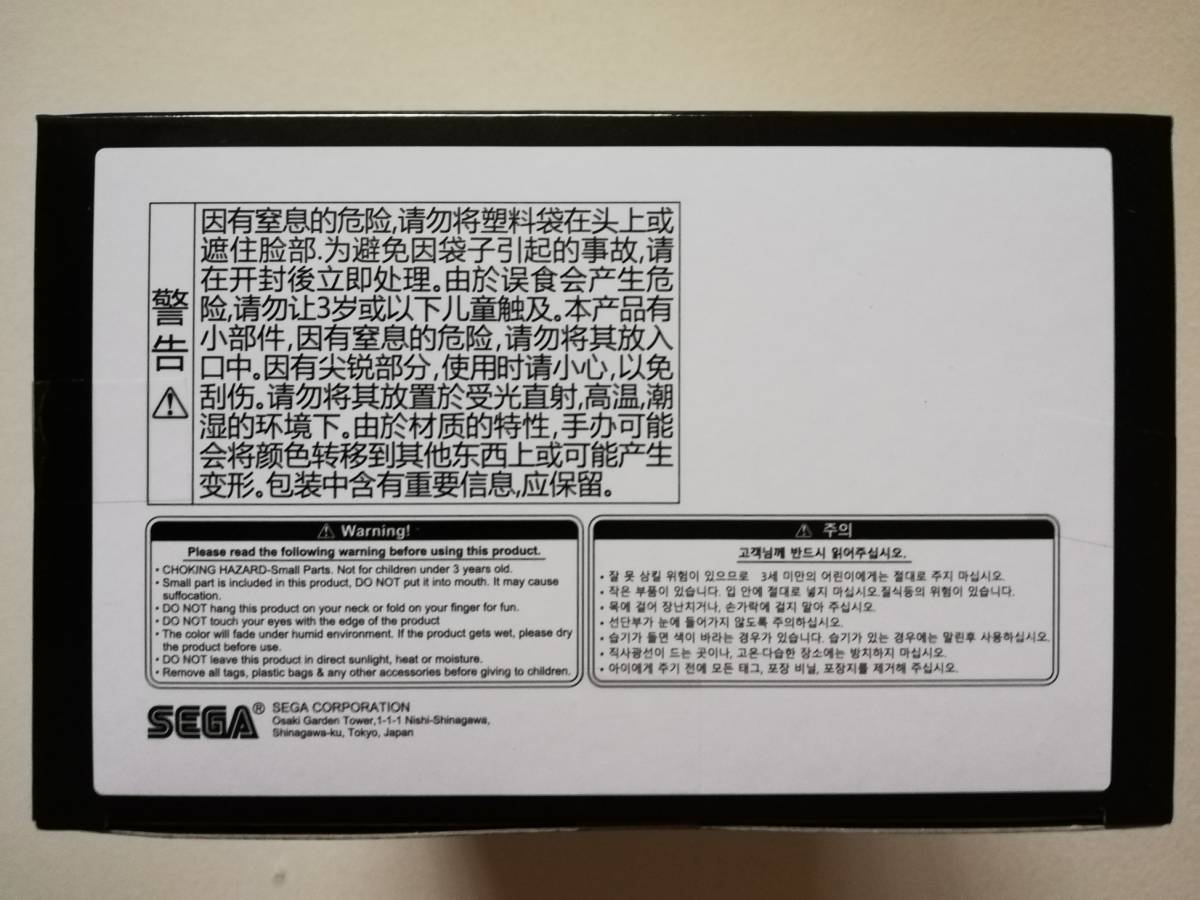 警告
因有窒息的危险,请勿将塑料袋在头上或
遮住脸部.为避免因袋子引起的事故,请
在开封後立即处理。由於误食会产生危
险,请勿让3岁或以下儿童触及。本产品有
小部件,因有窒息的危险,请勿将其放入
口中。因有尖锐部分,使用时请小心,以免
刮伤。请勿将其放置於受光直射,高温,潮
湿的环境下。由於材质的特性,手办可能
会将颜色转移到其他东西上或可能产生
变形。包装中含有重要信息,应保留。
Warning!
Please read the following warning before using this product.
• CHOKING HAZARD-Small Parts. Not for children under 3 years old.
• Small part is included in this product, DO NOT put it into mouth. It may cause
suffocation.
• DO NOT hang this product on your neck or fold on your finger for fun.
• DO NOT touch your eyes with the edge of the product
• The color will fade under humid environment. If the product gets wet, please dry
the product before use.
• DO NOT leave this product in direct sunlight, heat or moisture.
• Remove all tags, plastic bags & any other accessories before giving to children.
주의
고객님께 반드시 읽어주십시오.
• 잘 못 삼킬 위험이 있으므로 3세 미만의 어린이에게는 절대로 주지 마십시오.
• 작은 부품이 있습니다. 입 안에 절대로 넣지 마십시오.질식등의 위험이 있습니다.
• 목에 걸어 장난치거나, 손가락에 걸지 말아 주십시오.
• 선단부가 눈에 들어가지 않도록 주의하십시오.
• 습기가 들면 색이 바라는 경우가 있습니다. 습기가 있는 경우에는 말린후 사용하십시오.
• 직사광선이 드는 곳이나, 고온·다습한 장소에는 방치하지 마십시오.
• 아이에게 주기 전에 모든 태그, 포장 비닐, 포장지를 제거해 주십시오.
SEGA® SEGA CORPORATION
Osaki Garden Tower,1-1-1 Nishi-Shinagawa,
Shinagawa-ku, Tokyo, Japan